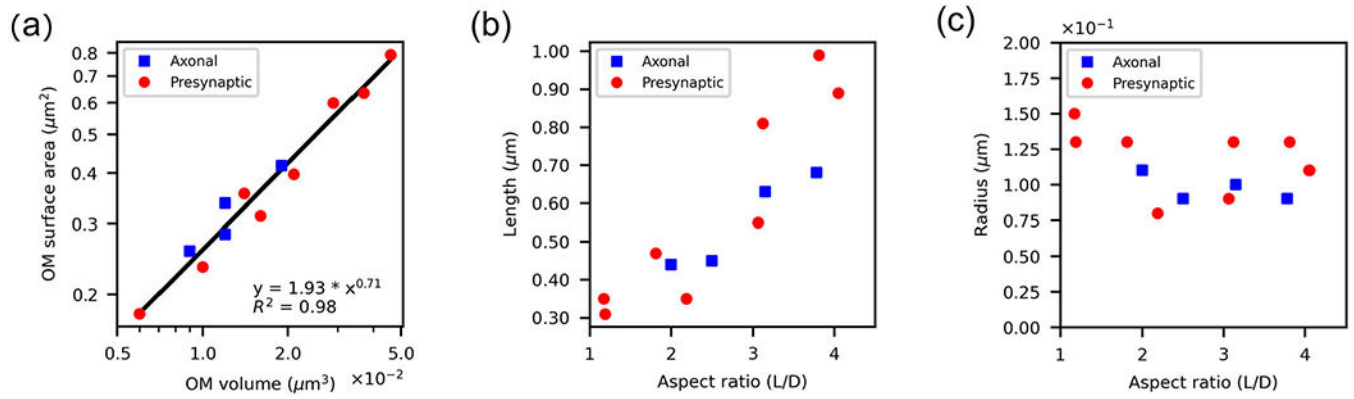 (a)
OM surface area (μm²)
0.8
0.7
0.6
0.5
0.4
0.3
0.2
Axonal
Presynaptic
y = 1.93 * x^0.71
R² = 0.98
0.5 1.0 2.0 5.0
OM volume (μm³) ×10⁻²
(b)
Length (μm)
1.00
0.90
0.80
0.70
0.60
0.50
0.40
0.30
Axonal
Presynaptic
1 2 3 4
Aspect ratio (L/D)
(c)
×10⁻¹
Radius (μm)
2.00
1.75
1.50
1.25
1.00
0.75
0.50
0.25
0.00
Axonal
Presynaptic
1 2 3 4
Aspect ratio (L/D)